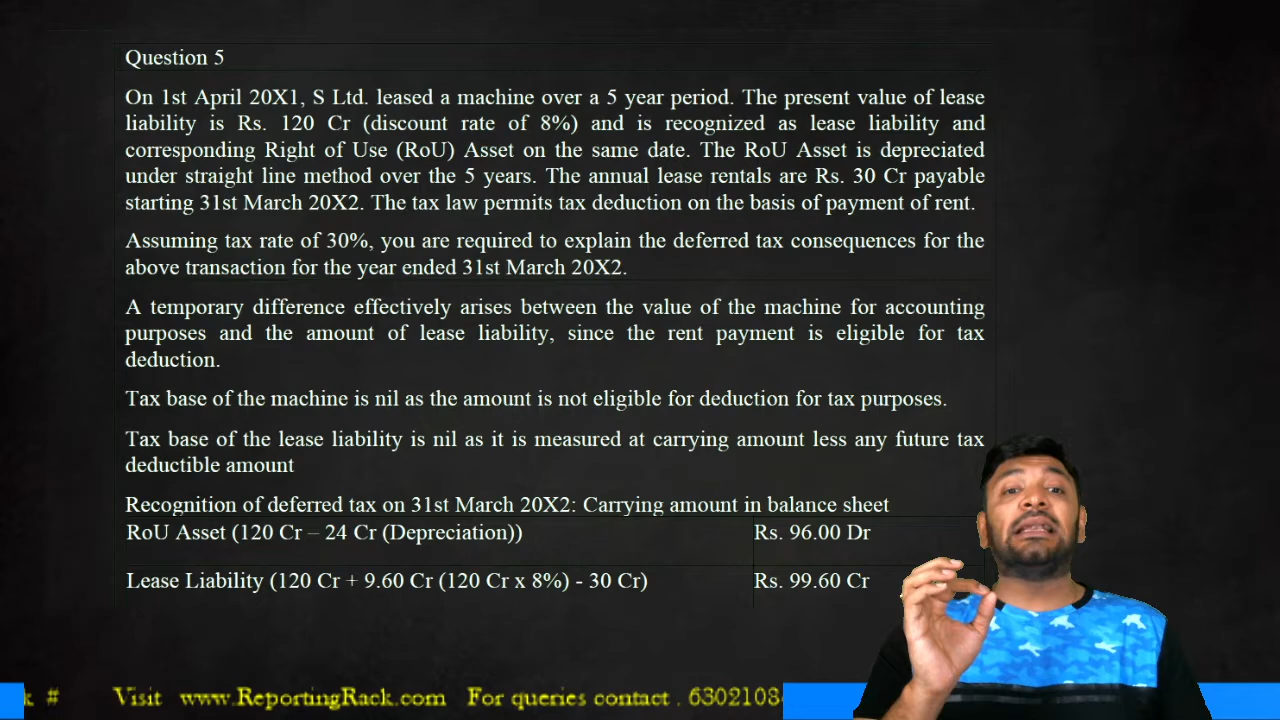 Question 5
On 1st April 20X1, S Ltd. leased a machine over a 5 year period. The present value of lease
liability is Rs. 120 Cr (discount rate of 8%) and is recognized as lease liability and
corresponding Right of Use (RoU) Asset on the same date. The RoU Asset is depreciated
under straight line method over the 5 years. The annual lease rentals are Rs. 30 Cr payable
starting 31st March 20X2. The tax law permits tax deduction on the basis of payment of rent.
Assuming tax rate of 30%, you are required to explain the deferred tax consequences for the
above transaction for the year ended 31st March 20X2.
A temporary difference effectively arises between the value of the machine for accounting
purposes and the amount of lease liability, since the rent payment is eligible for tax
deduction.
Tax base of the machine is nil as the amount is not eligible for deduction for tax purposes.
Tax base of the lease liability is nil as it is measured at carrying amount less any future tax
deductible amount
Recognition of deferred tax on 31st March 20X2: Carrying amount in balance sheet
RoU Asset (120 Cr – 24 Cr (Depreciation)) Rs. 96.00 Dr
Lease Liability (120 Cr + 9.60 Cr (120 Cr x 8%) - 30 Cr) Rs. 99.60 Cr
# Visit www.ReportingRack.com For queries contact . 6302108